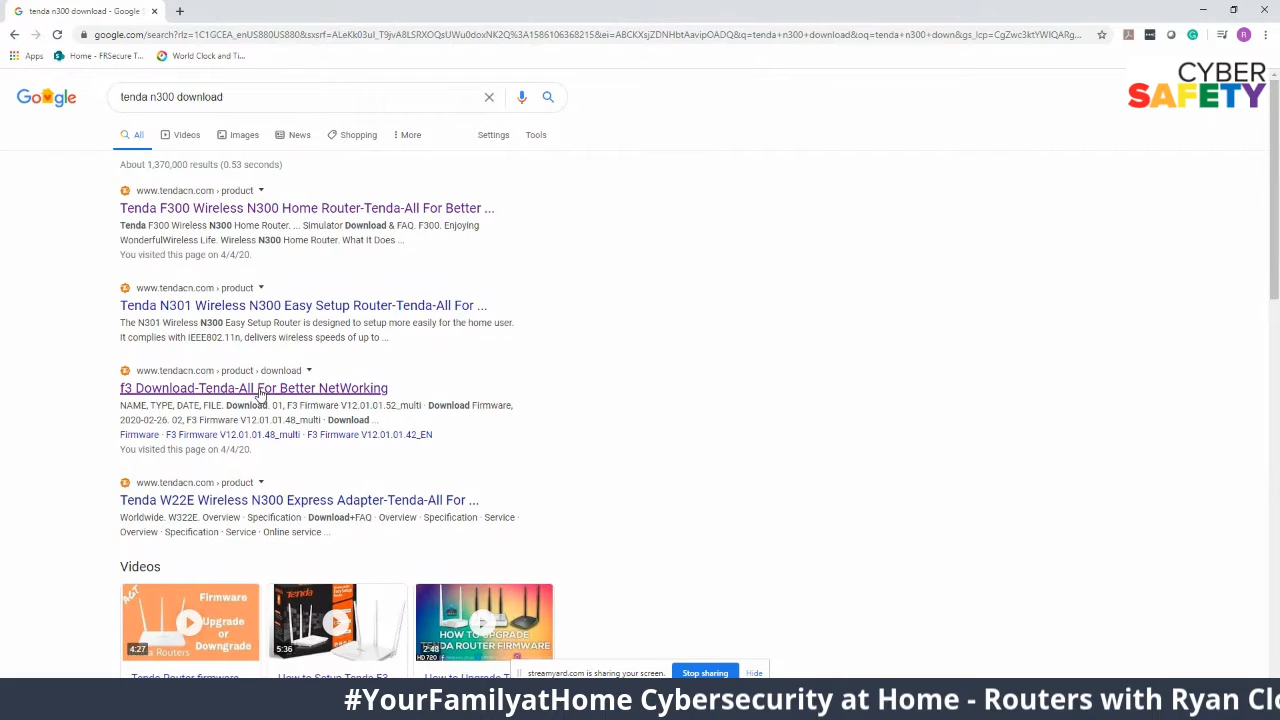 tenda n300 download - Google S
google.com/search?rlz=1C1GCEA_enUS880US880&sxsrf=ALeKk03uI_T9jvA8LSRXOQsUWu0doxNK2Q%3A1586106368215&ei=ABCKXsjZDNHbtAavipOADQ&q=tenda+n300+download&oq=tenda+n300+down&gs_lcp=CgZwc3ktYWIQARg...
R
Apps
Home - FRSecure T...
World Clock and Ti...
CYBER
SAFETY
Google
tenda n300 download
All
Videos
Images
News
Shopping
More
Settings
Tools
About 1,370,000 results (0.53 seconds)
www.tendacn.com › product
Tenda F300 Wireless N300 Home Router-Tenda-All For Better ...
Tenda F300 Wireless N300 Home Router. ... Simulator Download & FAQ. F300. Enjoying
WonderfulWireless Life. Wireless N300 Home Router. What It Does ...
You visited this page on 4/4/20.
www.tendacn.com › product
Tenda N301 Wireless N300 Easy Setup Router-Tenda-All For ...
The N301 Wireless N300 Easy Setup Router is designed to setup more easily for the home user.
It complies with IEEE802.11n, delivers wireless speeds of up to ...
www.tendacn.com › product › download
f3 Download-Tenda-All For Better NetWorking
NAME, TYPE, DATE, FILE. Download. 01, F3 Firmware V12.01.01.52_multi · Download Firmware,
2020-02-26. 02, F3 Firmware V12.01.01.48_multi · Download ...
Firmware · F3 Firmware V12.01.01.48_multi · F3 Firmware V12.01.01.42_EN
You visited this page on 4/4/20.
www.tendacn.com › product
Tenda W22E Wireless N300 Express Adapter-Tenda-All For ...
Worldwide. W322E. Overview · Specification · Download+FAQ · Overview · Specification · Service ·
Overview · Specification · Service · Online service ...
Videos
AGT
Firmware
Upgrade
or
Downgrade
Tenda Routers
4:27
Tenda
5:36
HOW TO UPGRADE
TENDA ROUTER FIRMWARE
2:48
HD 720
Tenda Router firmware
How to Setup Tenda F3
How to Upgrade T
streamyard.com is sharing your screen.
Stop sharing
Hide
#YourFamilyatHome Cybersecurity at Home - Routers with Ryan Clo